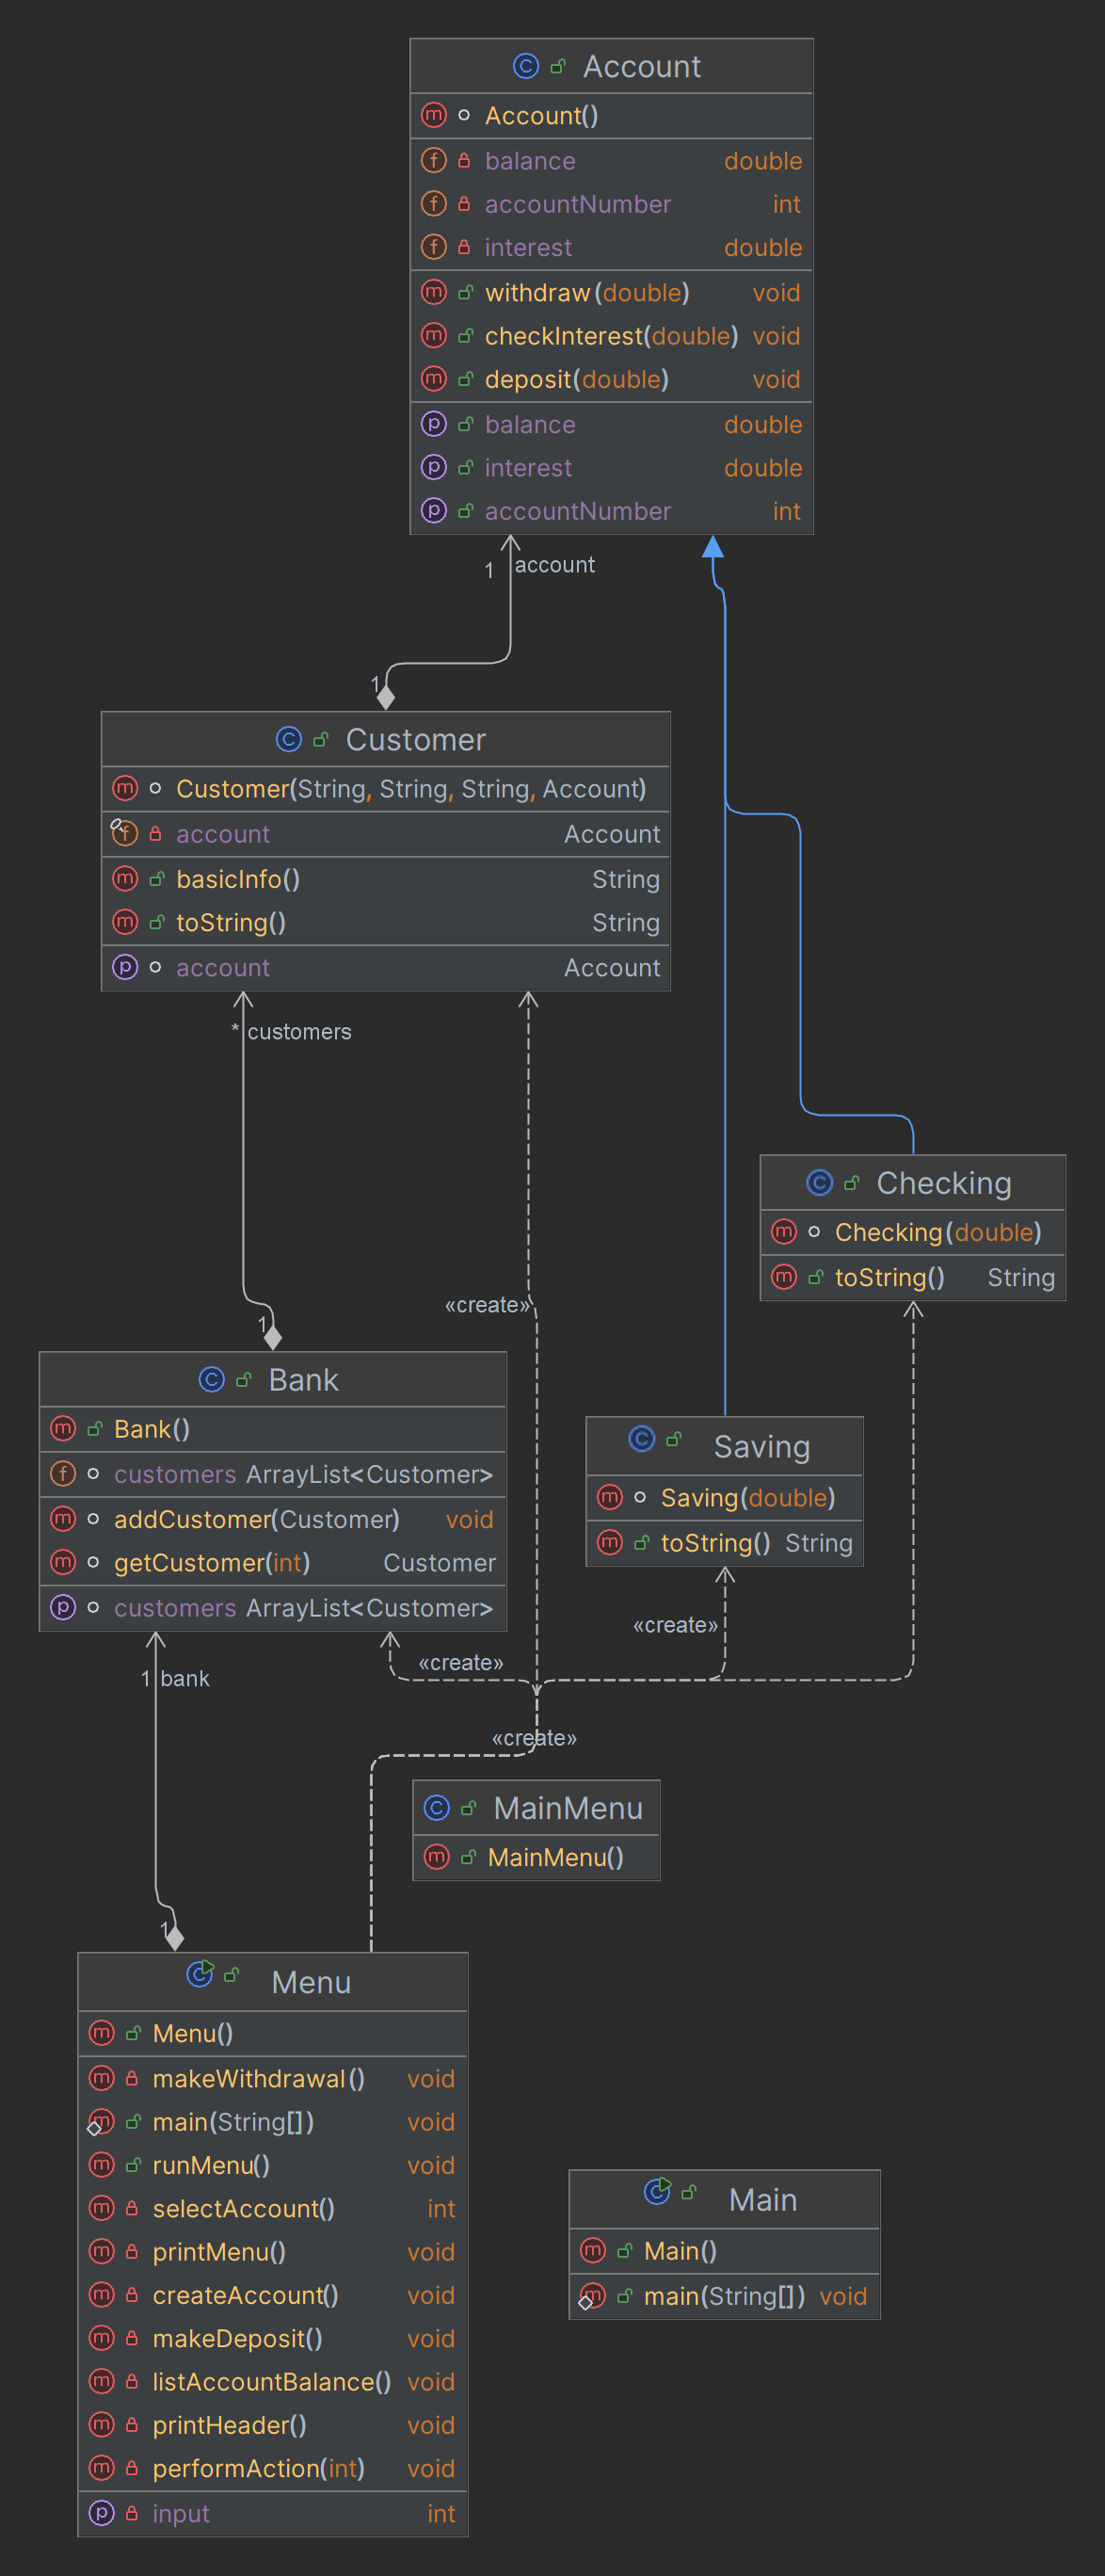 Account
Account()
balance double
accountNumber int
interest double
withdraw(double) void
checkInterest(double) void
deposit(double) void
balance double
interest double
accountNumber int
1 account
1
Customer
Customer(String, String, String, Account)
account Account
basicInfo() String
toString() String
account Account
* customers
Checking
Checking(double)
toString() String
«create»
1
Bank
Bank()
customers ArrayList<Customer>
addCustomer(Customer) void
getCustomer(int) Customer
customers ArrayList<Customer>
Saving
Saving(double)
toString() String
«create»
«create»
1 bank
«create»
MainMenu
MainMenu()
1
Menu
Menu()
makeWithdrawal() void
main(String[]) void
runMenu() void
selectAccount() int
printMenu() void
createAccount() void
makeDeposit() void
listAccountBalance() void
printHeader() void
performAction(int) void
input int
Main
Main()
main(String[]) void